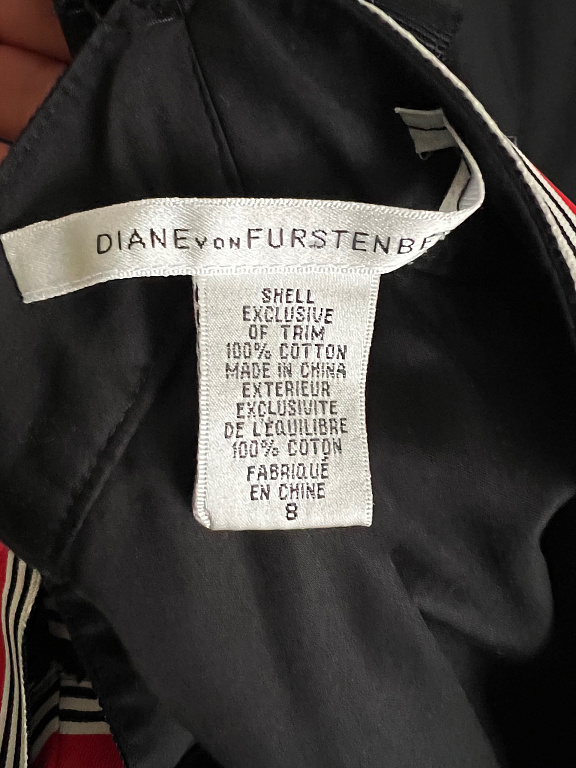 DIANE VON FURSTENBE
SHELL
EXCLUSIVE
OF TRIM
100% COTTON
MADE IN CHINA
EXTERIEUR
EXCLUSIVITE
DE L'EQUILIBRE
100% COTON
FABRIQUÉ
EN CHINE
8